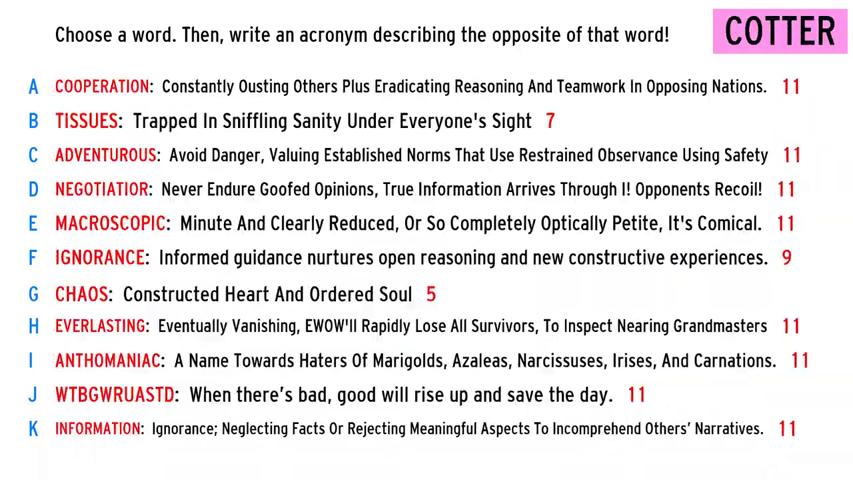 Choose a word. Then, write an acronym describing the opposite of that word!
COTTER
A COOPERATION: Constantly Ousting Others Plus Eradicating Reasoning And Teamwork In Opposing Nations. 11
B TISSUES: Trapped In Sniffling Sanity Under Everyone's Sight 7
C ADVENTUROUS: Avoid Danger, Valuing Established Norms That Use Restrained Observance Using Safety 11
D NEGOTIATIOR: Never Endure Goofed Opinions, True Information Arrives Through I! Opponents Recoil! 11
E MACROSCOPIC: Minute And Clearly Reduced, Or So Completely Optically Petite, It's Comical. 11
F IGNORANCE: Informed guidance nurtures open reasoning and new constructive experiences. 9
G CHAOS: Constructed Heart And Ordered Soul 5
H EVERLASTING: Eventually Vanishing, EWOW'll Rapidly Lose All Survivors, To Inspect Nearing Grandmasters 11
I ANTHOMANIAC: A Name Towards Haters Of Marigolds, Azaleas, Narcissuses, Irises, And Carnations. 11
J WTBGWRUASTD: When there's bad, good will rise up and save the day. 11
K INFORMATION: Ignorance; Neglecting Facts Or Rejecting Meaningful Aspects To Incomprehend Others' Narratives. 11